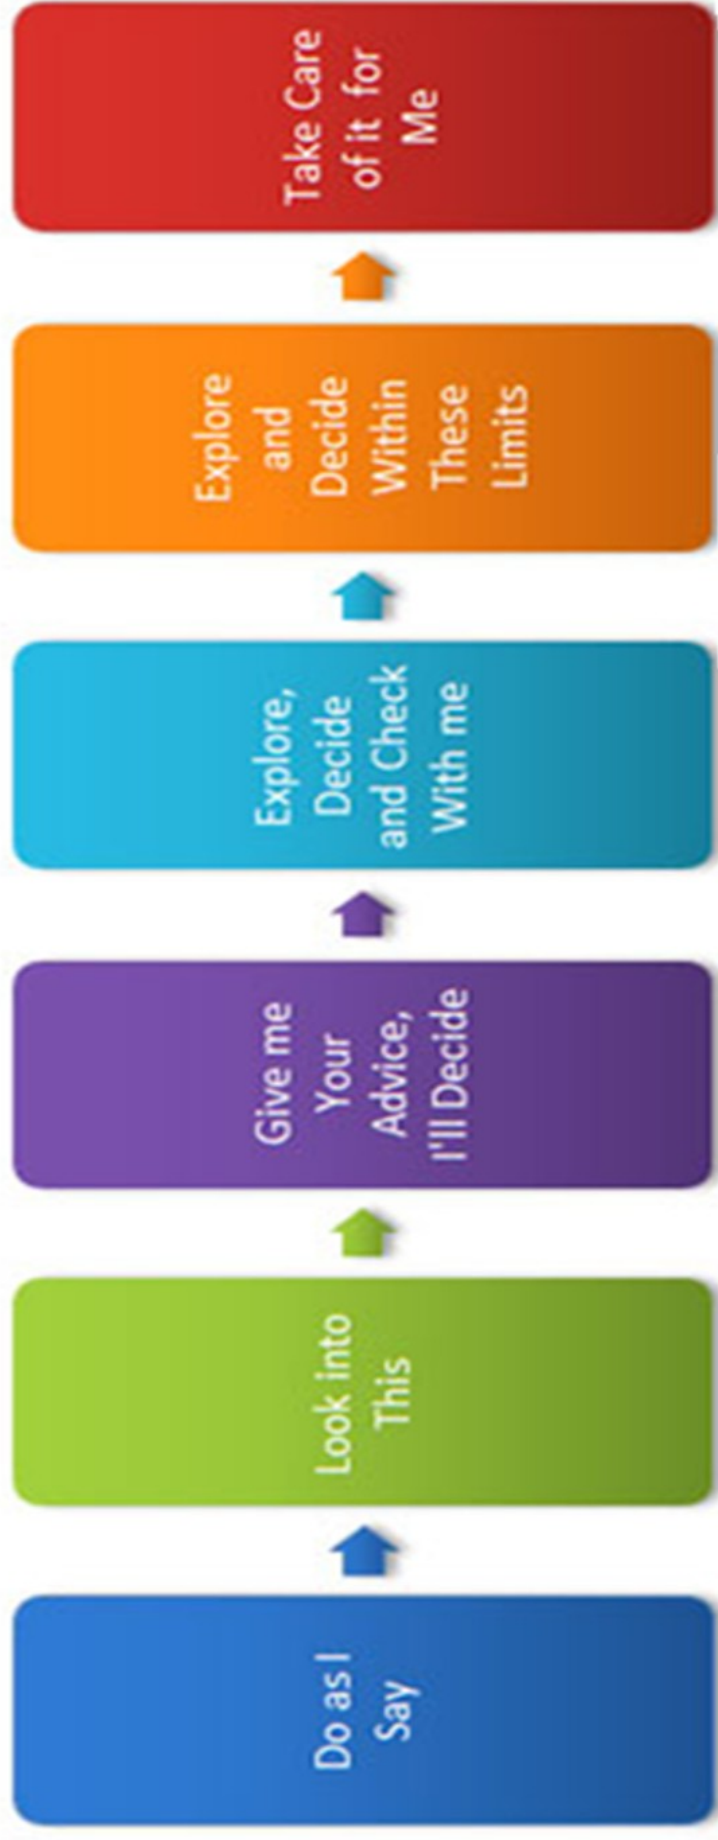 Do as I
Say
Look into
This
Give me
Your
Advice,
I'll Decide
Explore,
Decide
and Check
With me
Explore
and
Decide
Within
These
Limits
Take Care
of it for
Me